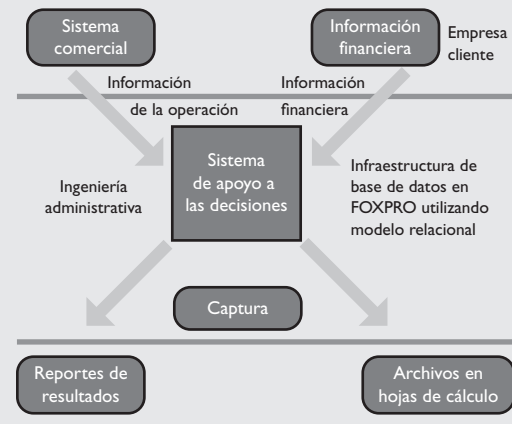 Sistema
comercial
Información
financiera
Empresa
cliente
Información
de la operación
Información
financiera
Sistema
de apoyo a
las decisiones
Ingeniería
administrativa
Infraestructura de
base de datos en
FOXPRO utilizando
modelo relacional
Captura
Reportes de
resultados
Archivos en
hojas de cálculo